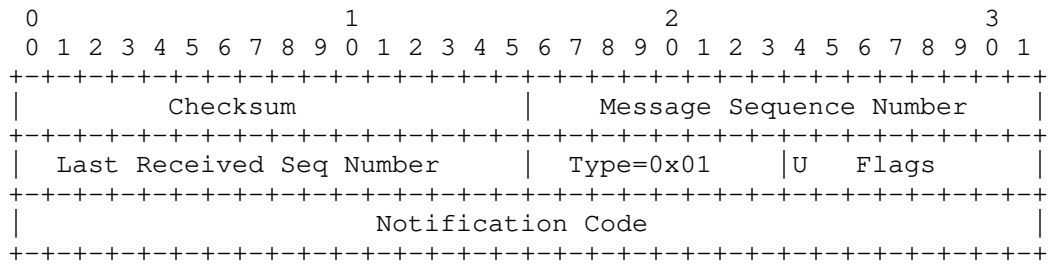 0                   1                   2                   3
 0 1 2 3 4 5 6 7 8 9 0 1 2 3 4 5 6 7 8 9 0 1 2 3 4 5 6 7 8 9 0 1
+-+-+-+-+-+-+-+-+-+-+-+-+-+-+-+-+-+-+-+-+-+-+-+-+-+-+-+-+-+-+-+-+
|         Checksum              |    Message Sequence Number    |
+-+-+-+-+-+-+-+-+-+-+-+-+-+-+-+-+-+-+-+-+-+-+-+-+-+-+-+-+-+-+-+-+
|  Last Received Seq Number     |  Type=0x01    |U   Flags      |
+-+-+-+-+-+-+-+-+-+-+-+-+-+-+-+-+-+-+-+-+-+-+-+-+-+-+-+-+-+-+-+-+
|                      Notification Code                        |
+-+-+-+-+-+-+-+-+-+-+-+-+-+-+-+-+-+-+-+-+-+-+-+-+-+-+-+-+-+-+-+-+